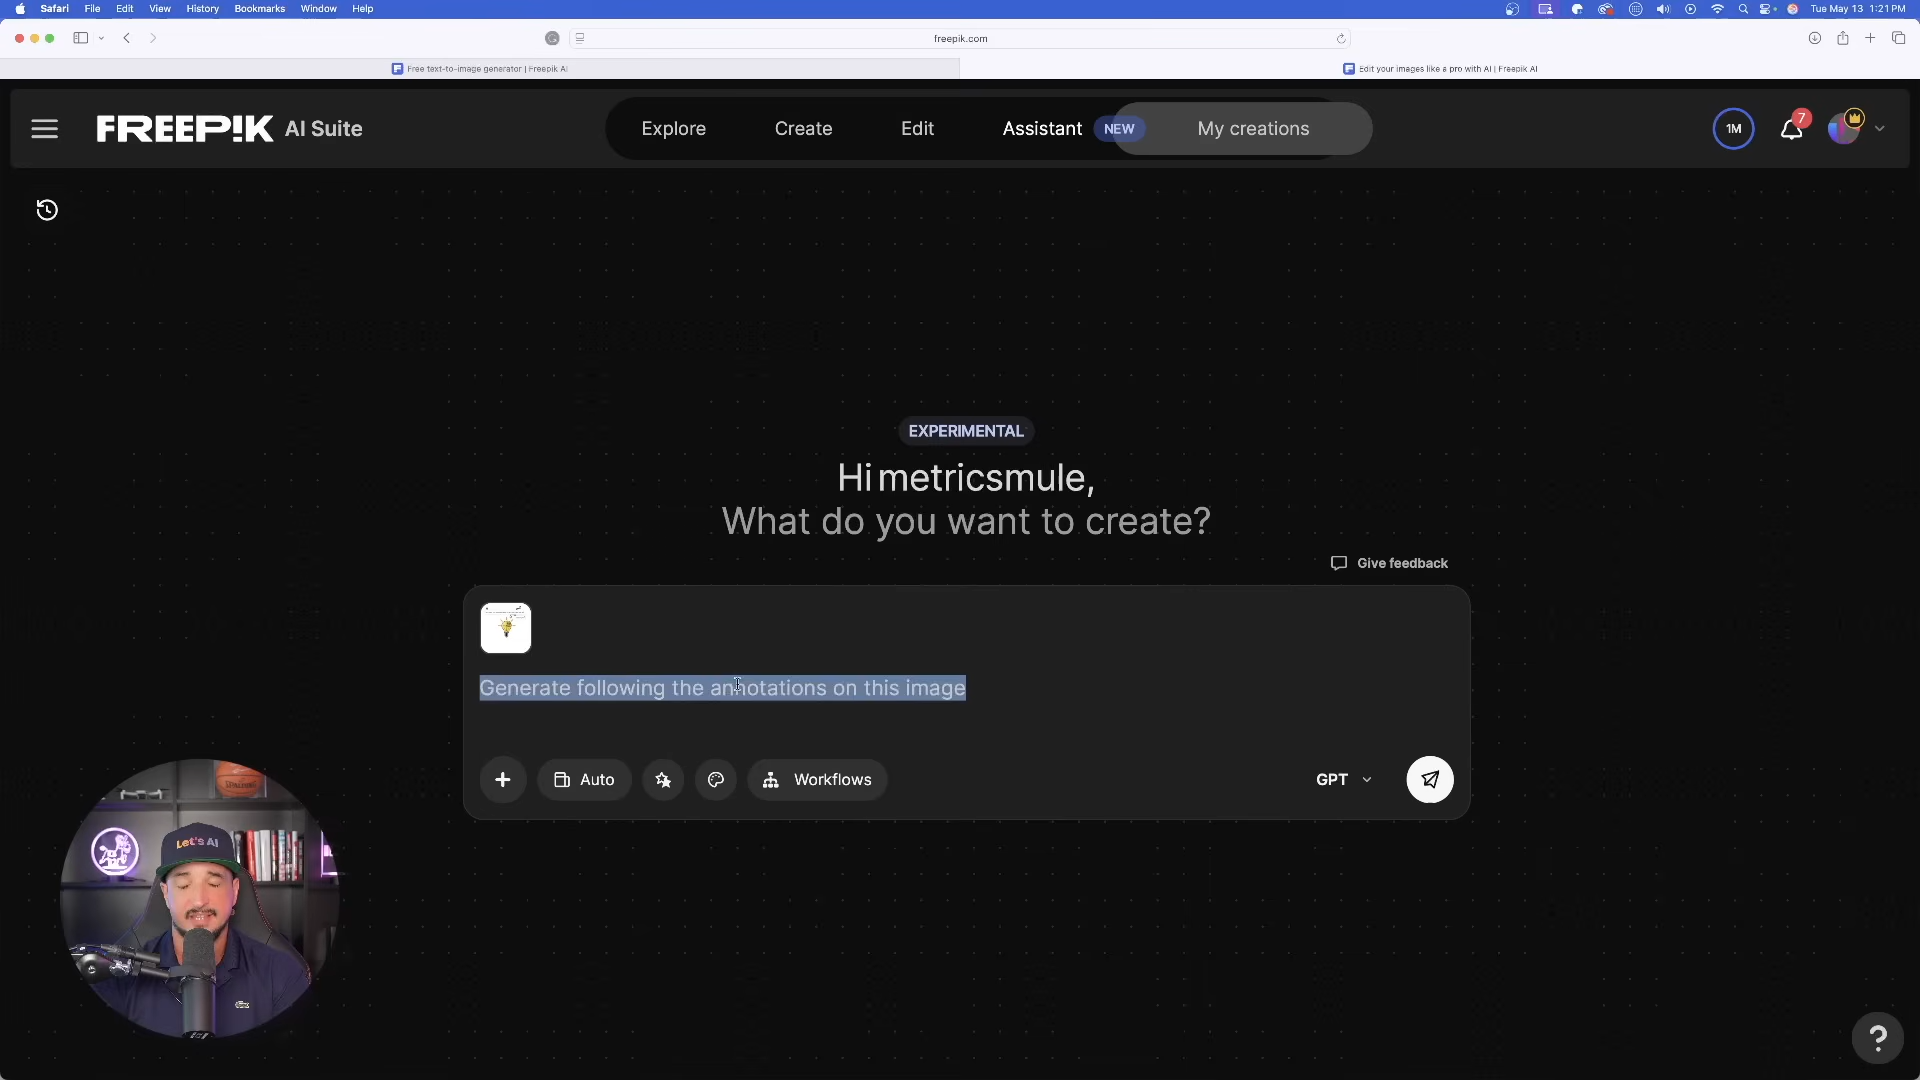 Safari File Edit View History Bookmarks Window Help
Tue May 13 1:21 PM
freepik.com
Free text-to-image generator | Freepik AI
Edit your images like a pro with AI | Freepik AI
FREEP!K AI Suite
Explore Create Edit Assistant NEW My creations
1M 7
EXPERIMENTAL
Hi metricsmule,
What do you want to create?
Give feedback
Generate following the annotations on this image
Auto Workflows GPT
SPALDING
Let's AI
?